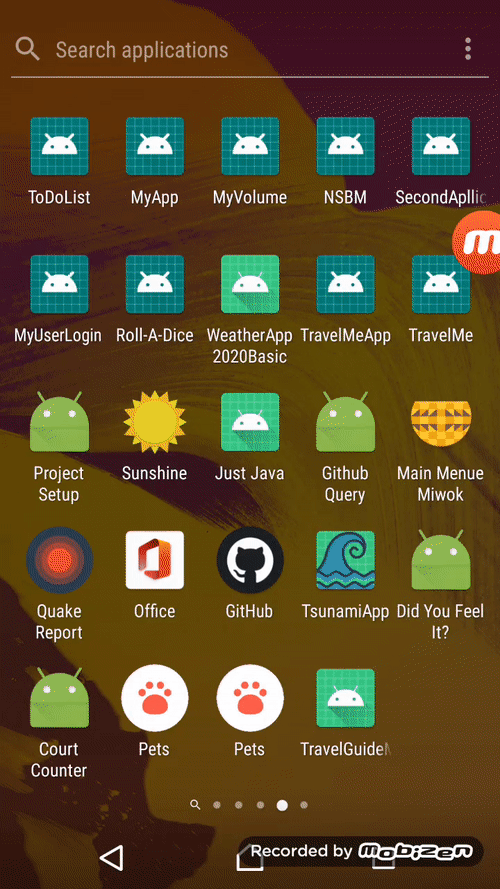 Search applications
ToDoList MyApp MyVolume NSBM SecondApllic
MyUserLogin Roll-A-Dice WeatherApp TravelMeApp TravelMe
2020Basic
Project Sunshine Just Java Github Main Menue
Setup Query Miwok
Quake Office GitHub TsunamiApp Did You Feel
Report It?
Court Pets Pets TravelGuide
Counter
Recorded by mobizen